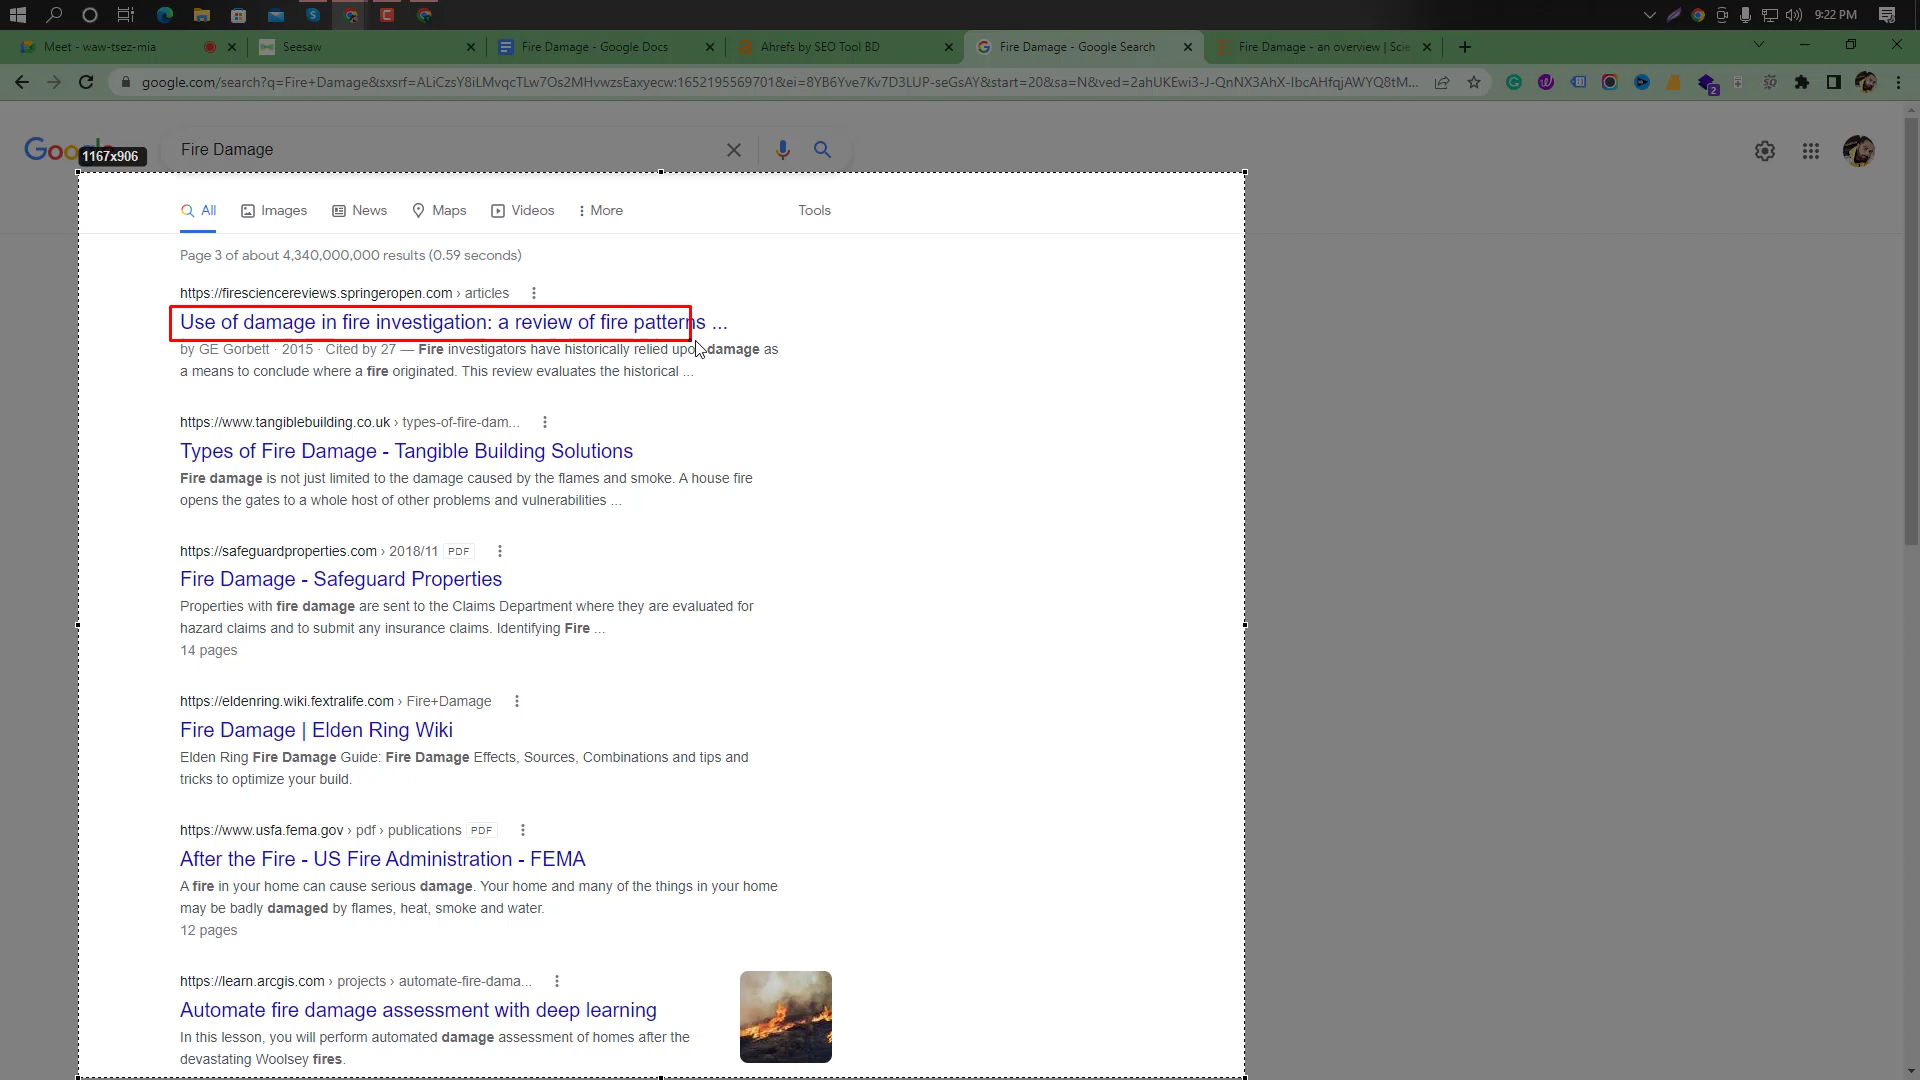 9:22 PM
Meet - waw-tsez-mia
Seesaw
Fire Damage - Google Docs
Ahrefs by SEO Tool BD
Fire Damage - Google Search
Fire Damage - an overview | Scie
google.com/search?q=Fire+Damage&sxsrf=ALiCzsY8iLMvqcTLw7Os2MHvwzsEaxyecw:1652195569701&ei=8YB6Yve7Kv7D3LUP-seGsAY&start=20&sa=N&ved=2ahUKEwi3-J-QnNX3AhX-IbcAHfqjAWYQ8tM...
2
Google
Fire Damage
1167x906
All
Images
News
Maps
Videos
More
Tools
Page 3 of about 4,340,000,000 results (0.59 seconds)
https://firesciencereviews.springeropen.com › articles
Use of damage in fire investigation: a review of fire patterns ...
by GE Gorbett · 2015 · Cited by 27 — Fire investigators have historically relied upon damage as
a means to conclude where a fire originated. This review evaluates the historical ...
https://www.tangiblebuilding.co.uk › types-of-fire-dam...
Types of Fire Damage - Tangible Building Solutions
Fire damage is not just limited to the damage caused by the flames and smoke. A house fire
opens the gates to a whole host of other problems and vulnerabilities ...
https://safeguardproperties.com › 2018/11 PDF
Fire Damage - Safeguard Properties
Properties with fire damage are sent to the Claims Department where they are evaluated for
hazard claims and to submit any insurance claims. Identifying Fire ...
14 pages
https://eldenring.wiki.fextralife.com › Fire+Damage
Fire Damage | Elden Ring Wiki
Elden Ring Fire Damage Guide: Fire Damage Effects, Sources, Combinations and tips and
tricks to optimize your build.
https://www.usfa.fema.gov › pdf › publications PDF
After the Fire - US Fire Administration - FEMA
A fire in your home can cause serious damage. Your home and many of the things in your home
may be badly damaged by flames, heat, smoke and water.
12 pages
https://learn.arcgis.com › projects › automate-fire-dama...
Automate fire damage assessment with deep learning
In this lesson, you will perform automated damage assessment of homes after the
devastating Woolsey fires.